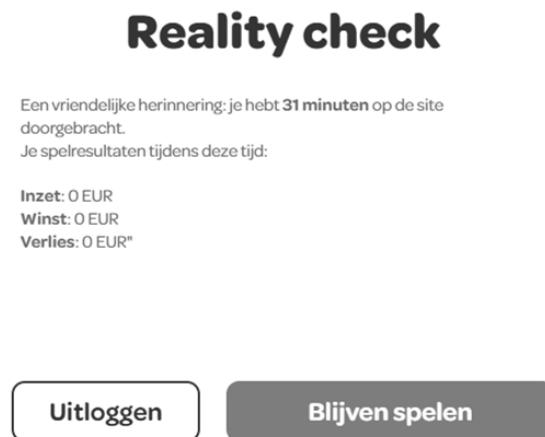 Reality check
Een vriendelijke herinnering: je hebt 31 minuten op de site
doorgebracht.
Je spelresultaten tijdens deze tijd:
Inzet: 0 EUR
Winst: 0 EUR
Verlies: 0 EUR"
Uitloggen
Blijven spelen